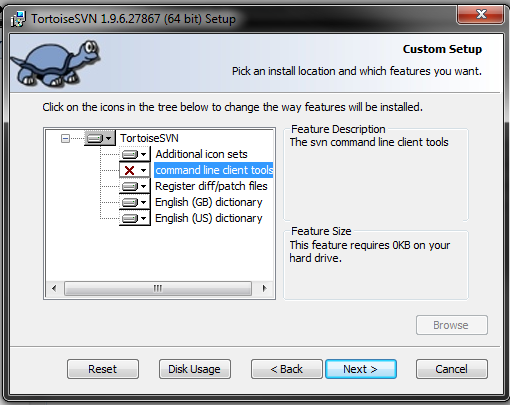 TortoiseSVN 1.9.6.27867 (64 bit) Setup
Custom Setup
Pick an install location and which features you want.
Click on the icons in the tree below to change the way features will be installed.
TortoiseSVN
Additional icon sets
command line client tools
Register diff/patch files
English (GB) dictionary
English (US) dictionary
Feature Description
The svn command line client tools
Feature Size
This feature requires 0KB on your
hard drive.
Browse
Reset
Disk Usage
< Back
Next >
Cancel